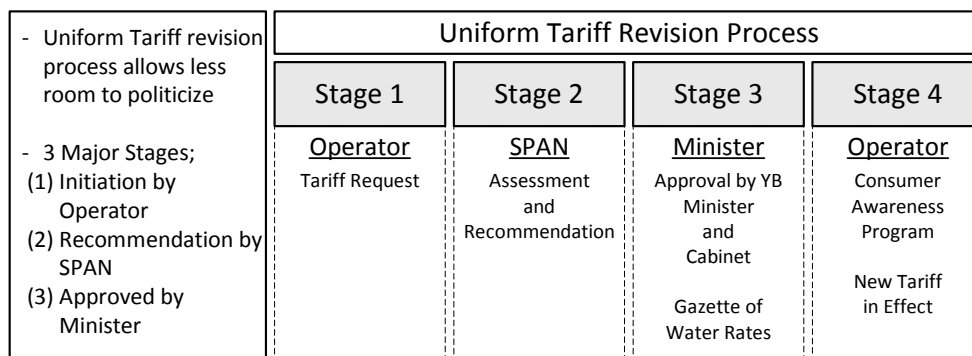 - Uniform Tariff revision
process allows less
room to politicize
- 3 Major Stages;
(1) Initiation by
Operator
(2) Recommendation by
SPAN
(3) Approved by
Minister
Uniform Tariff Revision Process
Stage 1
Operator
Tariff Request
Stage 2
SPAN
Assessment
and
Recommendation
Stage 3
Minister
Approval by YB
Minister
and
Cabinet
Gazette of
Water Rates
Stage 4
Operator
Consumer
Awareness
Program
New Tariff
in Effect